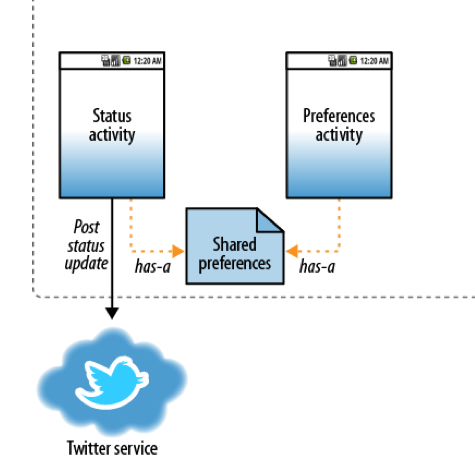 12:20 AM
12:20 AM
Status
activity
Preferences
activity
Post
status
update
has-a
Shared
preferences
has-a
Twitter service